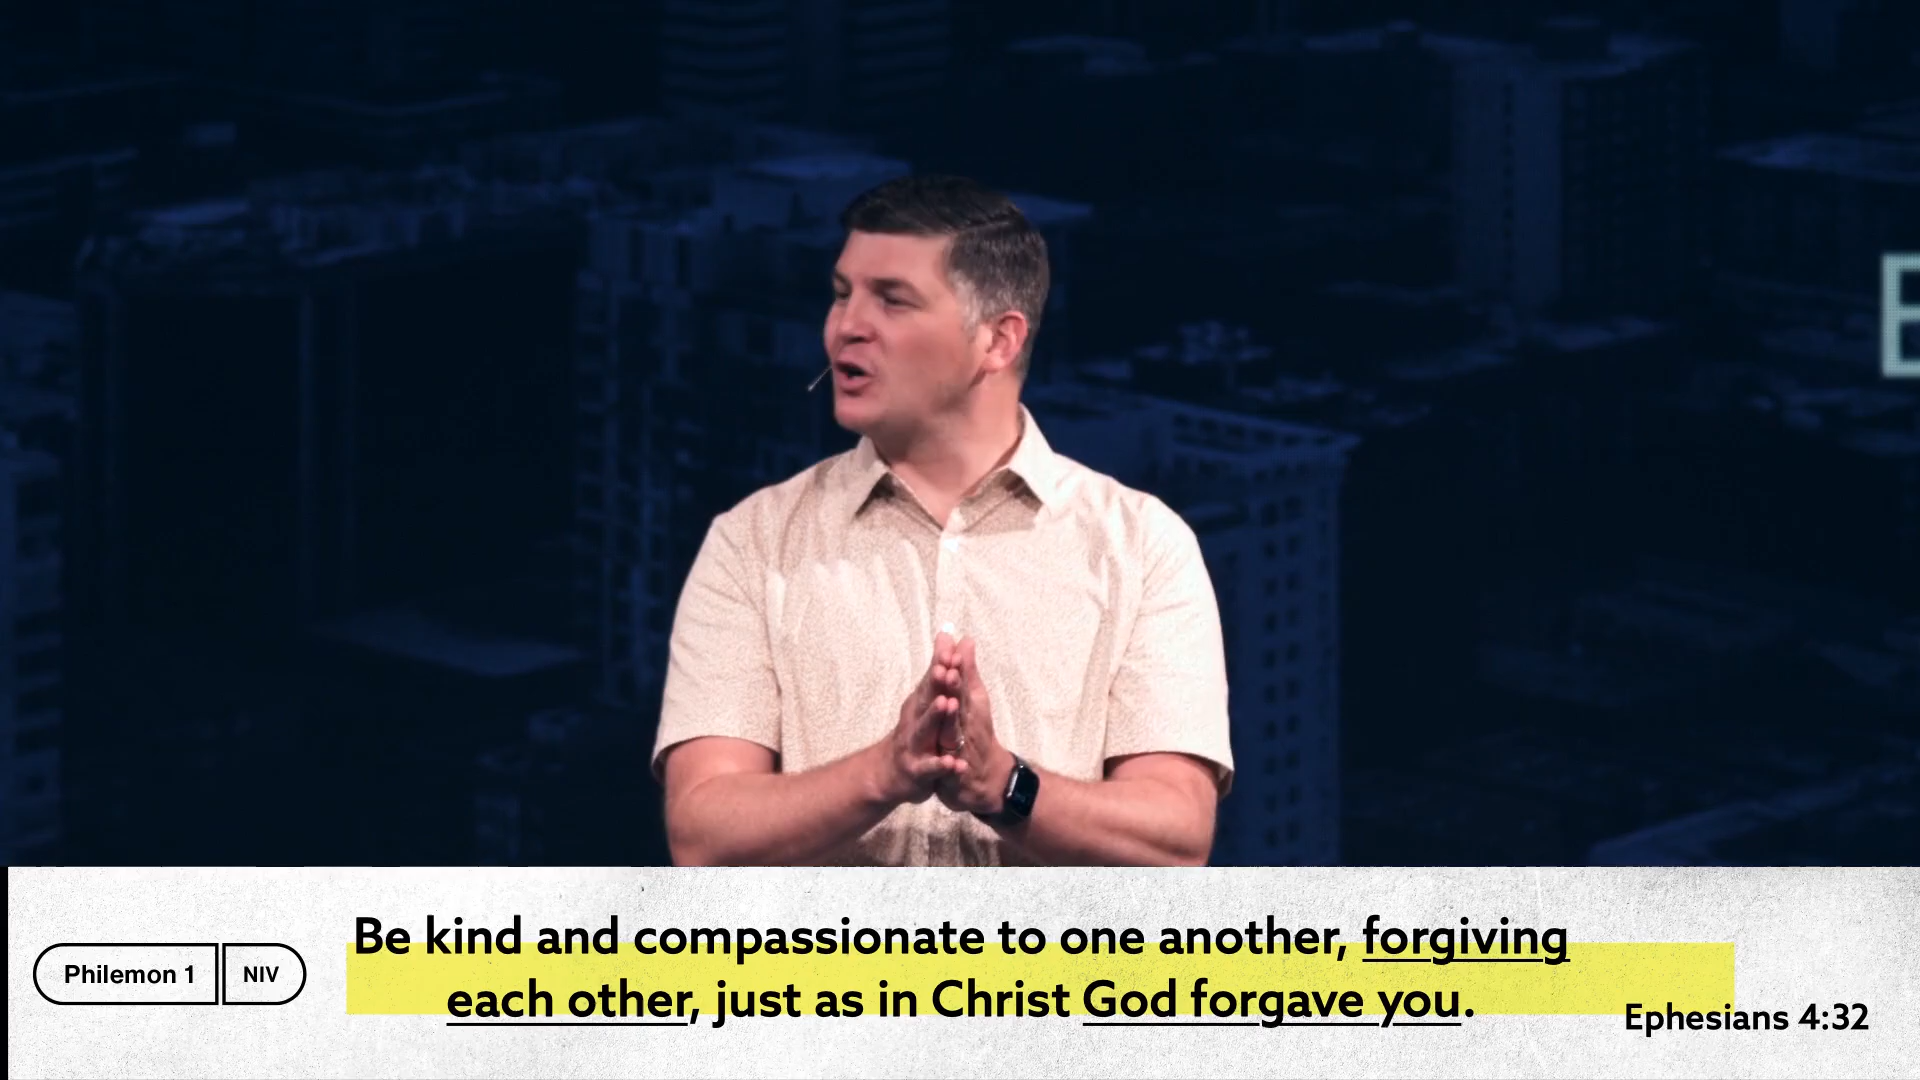 E
Philemon 1
NIV
Be kind and compassionate to one another, forgiving
each other, just as in Christ God forgave you.
Ephesians 4:32